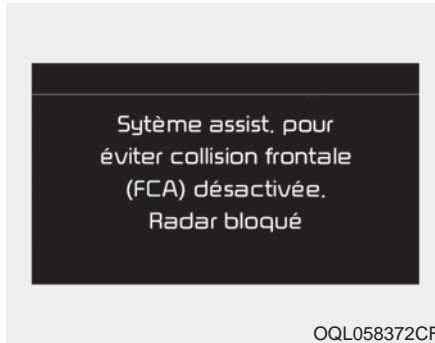 Sytème assist. pour
éviter collision frontale
(FCA) désactivée.
Radar bloqué
OQL058372CF